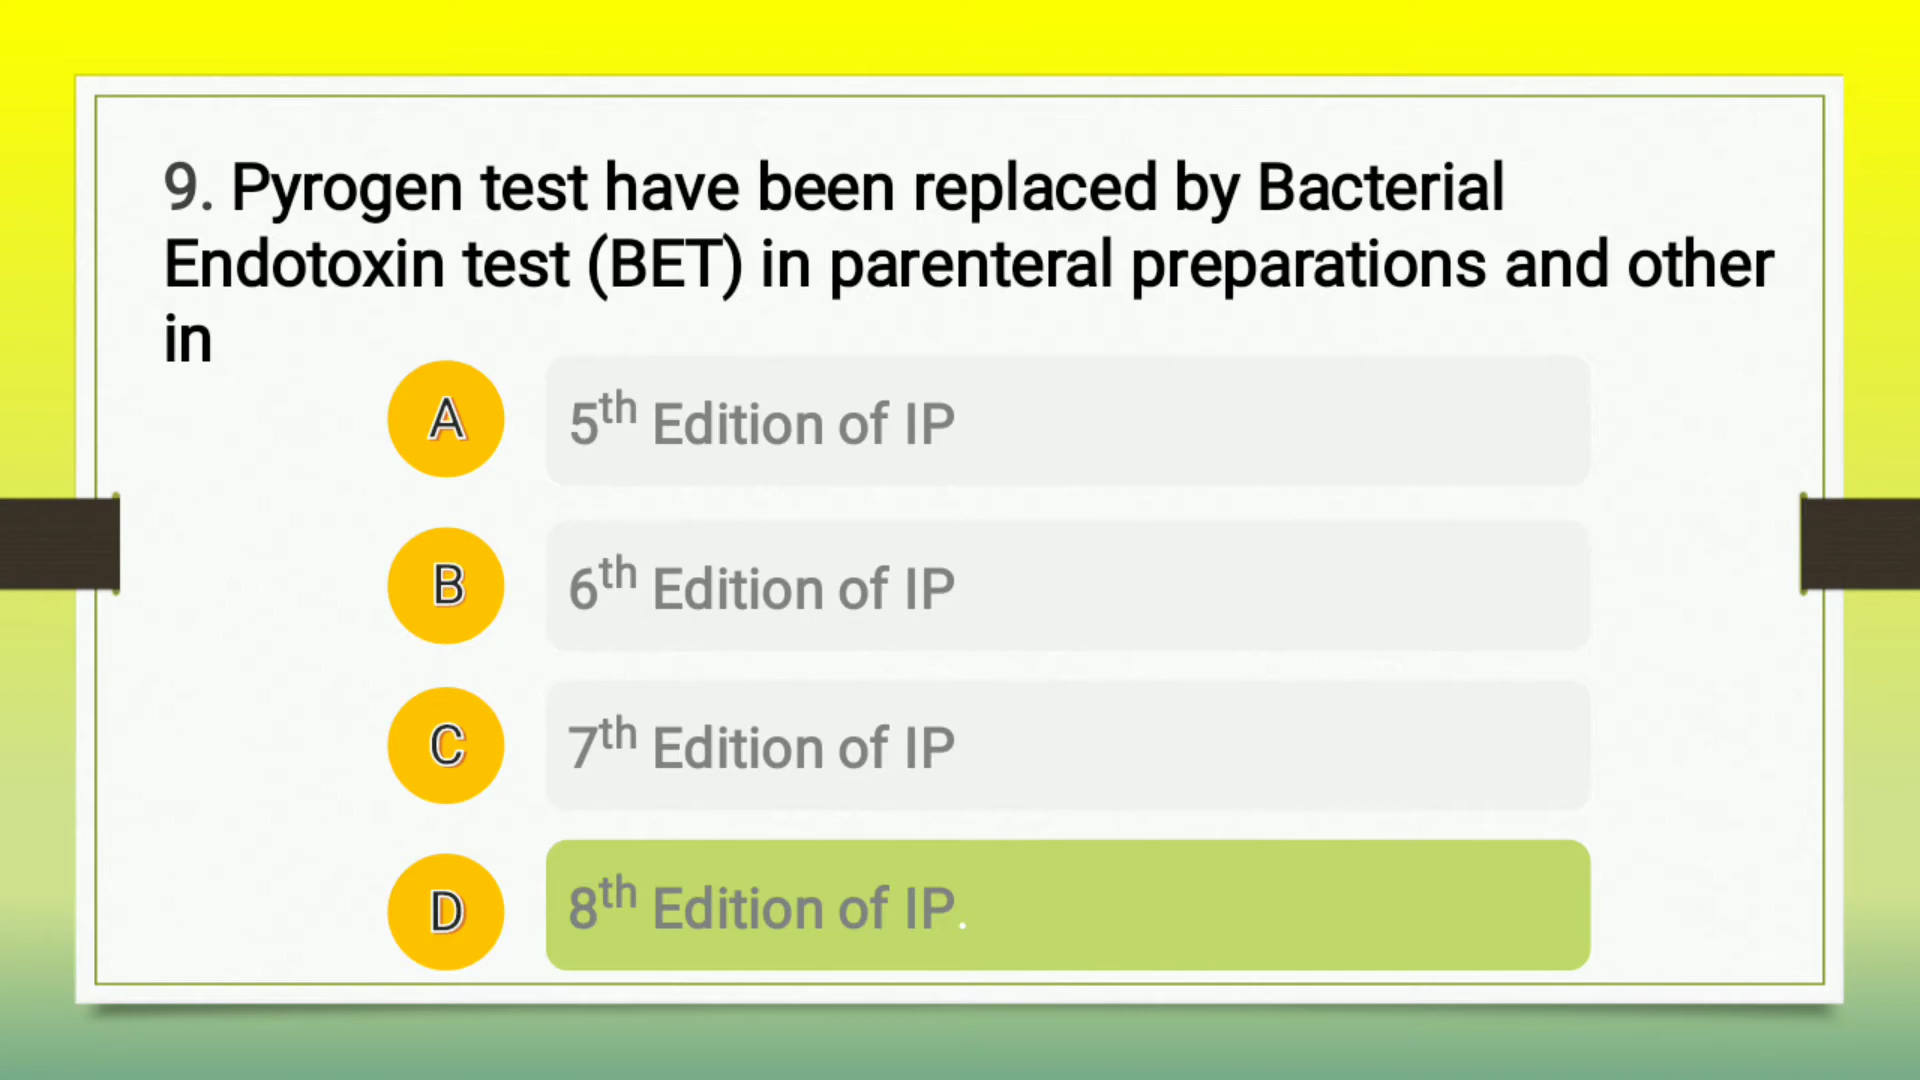 9. Pyrogen test have been replaced by Bacterial
Endotoxin test (BET) in parenteral preparations and other
in
A 5th Edition of IP
B 6th Edition of IP
C 7th Edition of IP
D 8th Edition of IP.